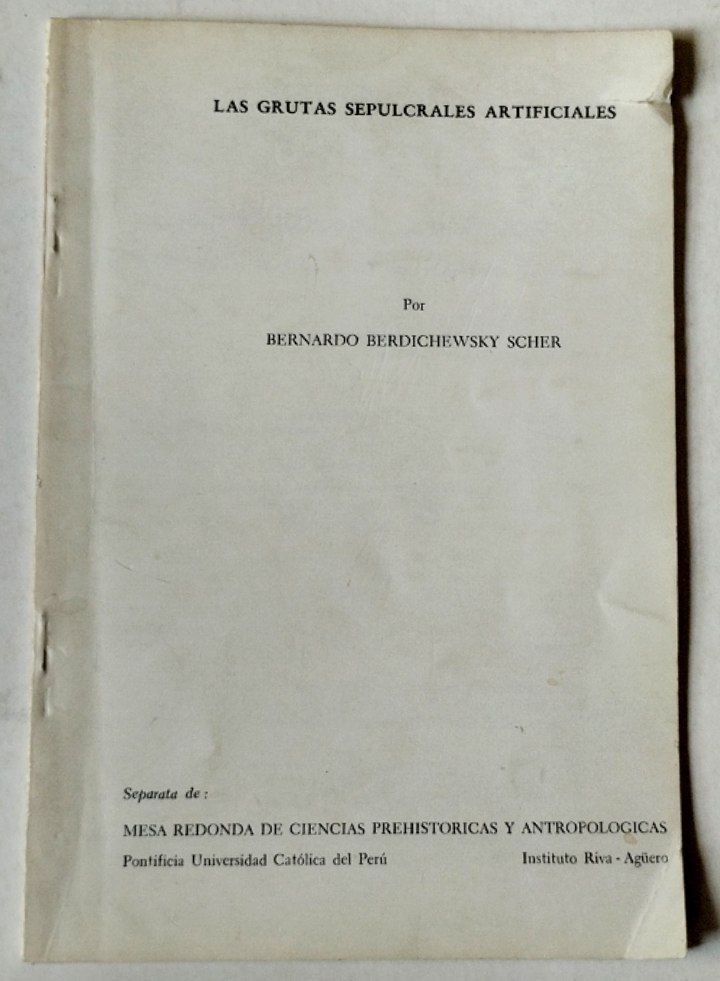 LAS GRUTAS SEPULCRALES ARTIFICIALES
Por
BERNARDO BERDICHEWSKY SCHER
Separata de :
MESA REDONDA DE CIENCIAS PREHISTORICAS Y ANTROPOLOGICAS
Pontificia Universidad Católica del Perú Instituto Riva - Agüero